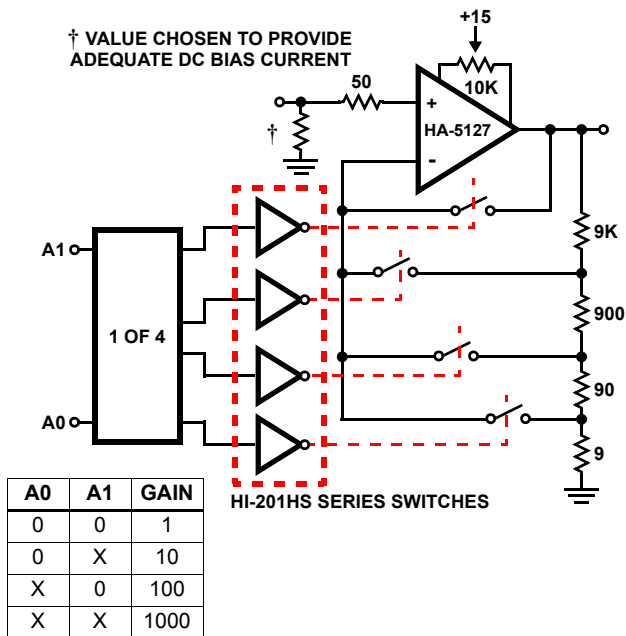 +15
† VALUE CHOSEN TO PROVIDE
ADEQUATE DC BIAS CURRENT
50
10K
+
HA-5127
-
†
9K
A1
1 OF 4
900
A0
90
9
HI-201HS SERIES SWITCHES
A0 A1 GAIN
0 0 1
0 X 10
X 0 100
X X 1000